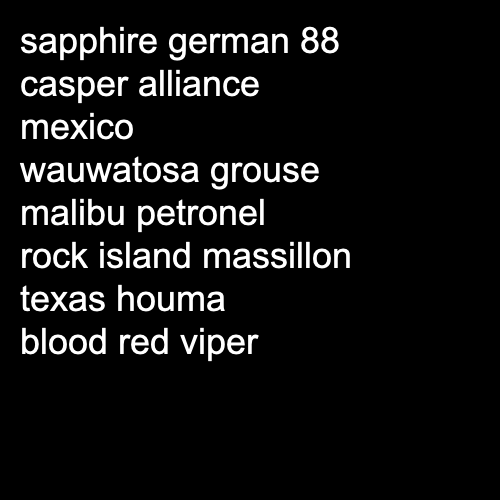 sapphire german 88
casper alliance
mexico
wauwatosa grouse
malibu petronel
rock island massillon
texas houma
blood red viper